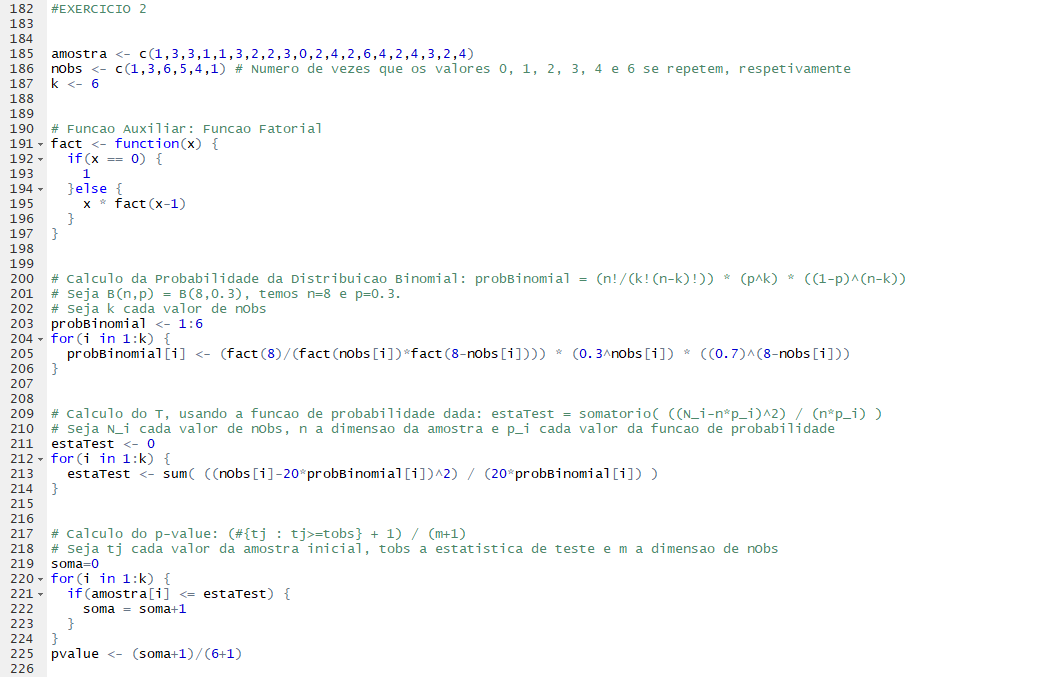 182 #EXERCICIO 2
183
184
185 amostra <- c(1,3,3,1,1,3,2,2,3,0,2,4,2,6,4,2,4,3,2,4)
186 nObs <- c(1,3,6,5,4,1) # Numero de vezes que os valores 0, 1, 2, 3, 4 e 6 se repetem, respetivamente
187 k <- 6
188
189
190 # Funcao Auxiliar: Funcao Fatorial
191 fact <- function(x) {
192   if(x == 0) {
193     1
194   }else {
195     x * fact(x-1)
196   }
197 }
198
199
200 # Calculo da Probabilidade da Distribuicao Binomial: probBinomial = (n!/(k!(n-k)!)) * (p^k) * ((1-p)^(n-k))
201 # Seja B(n,p) = B(8,0.3), temos n=8 e p=0.3.
202 # Seja k cada valor de nObs
203 probBinomial <- 1:6
204 for(i in 1:k) {
205   probBinomial[i] <- (fact(8)/(fact(nObs[i])*fact(8-nObs[i]))) * (0.3^nObs[i]) * ((0.7)^(8-nObs[i]))
206 }
207
208
209 # Calculo do T, usando a funcao de probabilidade dada: estaTest = somatorio( ((N_i-n*p_i)^2) / (n*p_i) )
210 # Seja N_i cada valor de nObs, n a dimensao da amostra e p_i cada valor da funcao de probabilidade
211 estaTest <- 0
212 for(i in 1:k) {
213   estaTest <- sum( ((nObs[i]-20*probBinomial[i])^2) / (20*probBinomial[i]) )
214 }
215
216
217 # Calculo do p-value: (#{tj : tj>=tobs} + 1) / (m+1)
218 # Seja tj cada valor da amostra inicial, tobs a estatistica de teste e m a dimensao de nObs
219 soma=0
220 for(i in 1:k) {
221   if(amostra[i] <= estaTest) {
222     soma = soma+1
223   }
224 }
225 pvalue <- (soma+1)/(6+1)
226